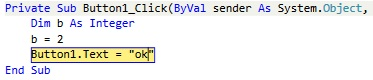 Private Sub Button1_Click(ByVal sender As System.Object,
Dim b As Integer
b = 2
Button1.Text = "ok"
End Sub